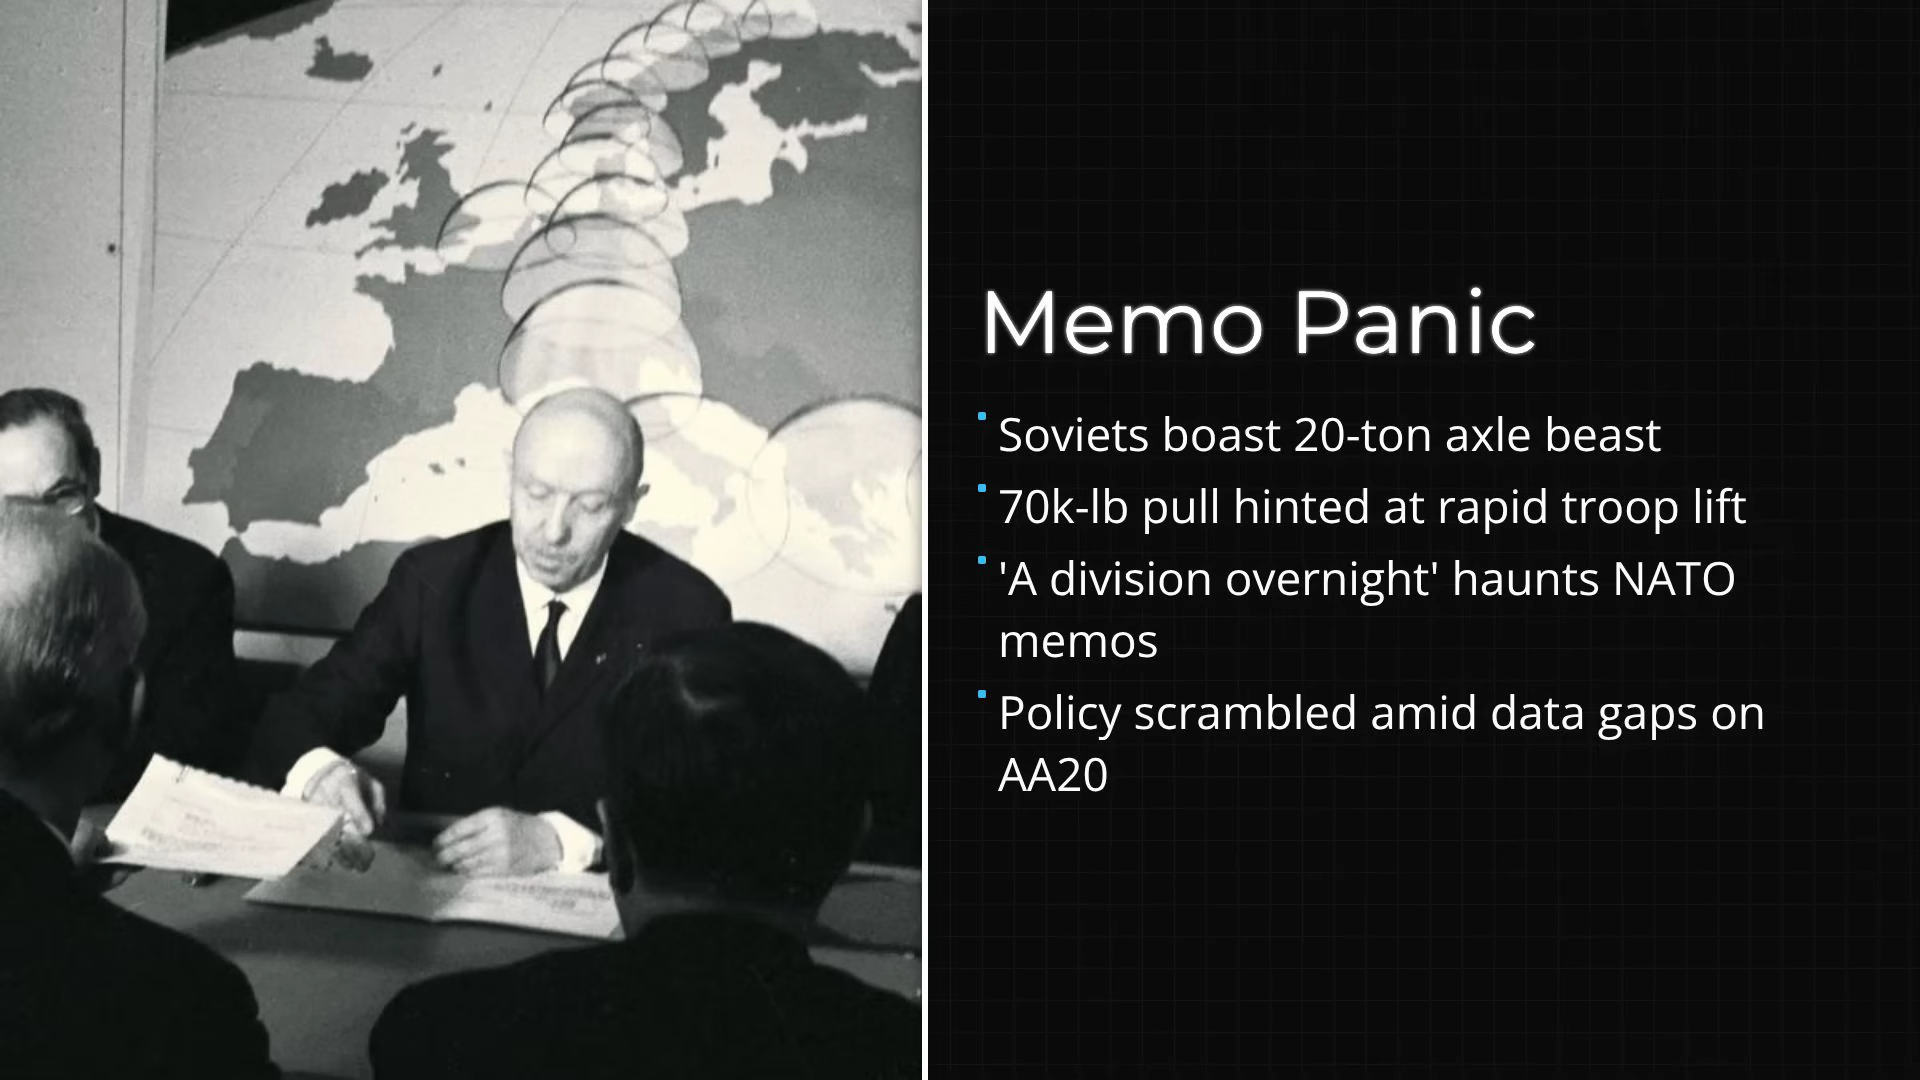 Memo Panic
Soviets boast 20-ton axle beast
70k-lb pull hinted at rapid troop lift
'A division overnight' haunts NATO
memos
Policy scrambled amid data gaps on
AA20